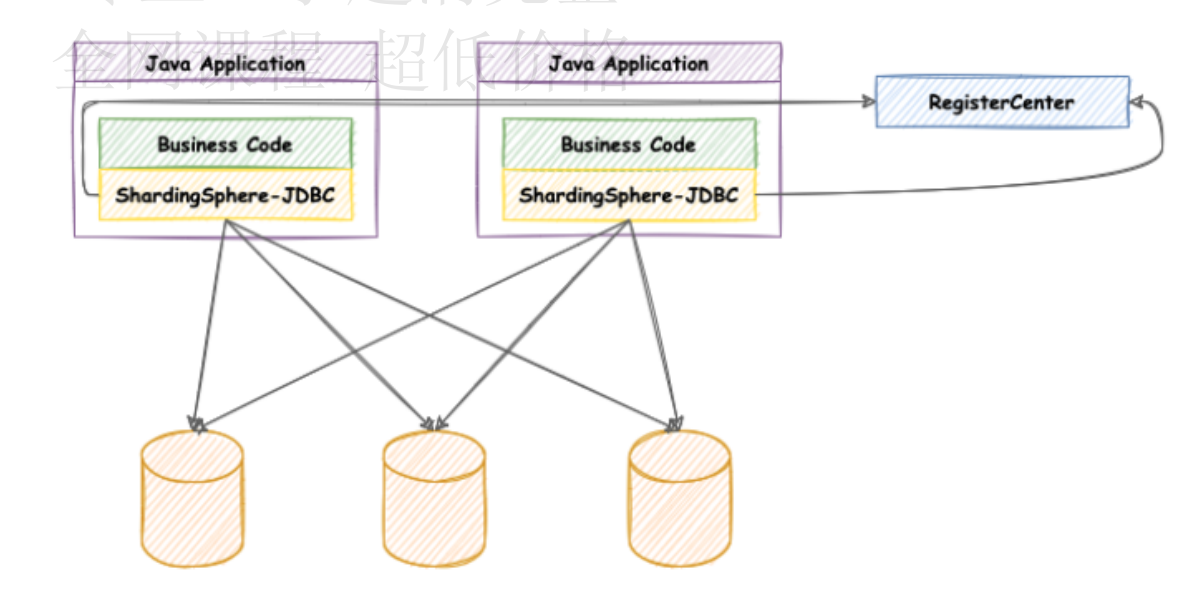 全网课程 超低价格
Java Application
Java Application
RegisterCenter
Business Code
Business Code
ShardingSphere-JDBC
ShardingSphere-JDBC